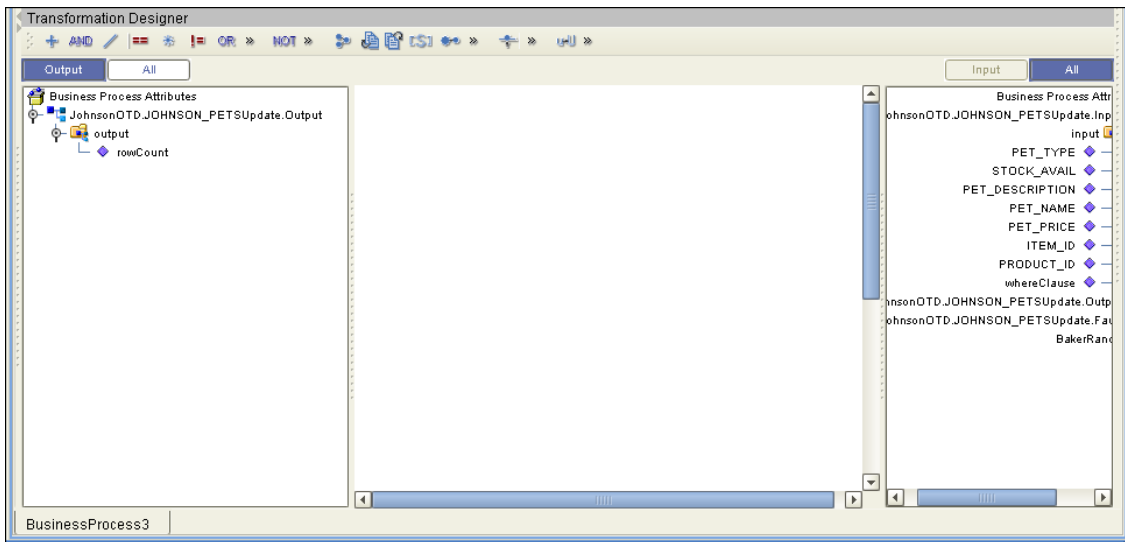 Transformation Designer
AND == != OR » NOT » » » »
Output All Input All
Business Process Attributes
JohnsonOTD.JOHNSON_PETSUpdate.Output
output
rowCount
Business Process Attr
ohnsonOTD.JOHNSON_PETSUpdate.Inp
input
PET_TYPE
STOCK_AVAIL
PET_DESCRIPTION
PET_NAME
PET_PRICE
ITEM_ID
PRODUCT_ID
whereClause
nnsonOTD.JOHNSON_PETSUpdate.Outp
ohnsonOTD.JOHNSON_PETSUpdate.Fau
BakerRand
BusinessProcess3